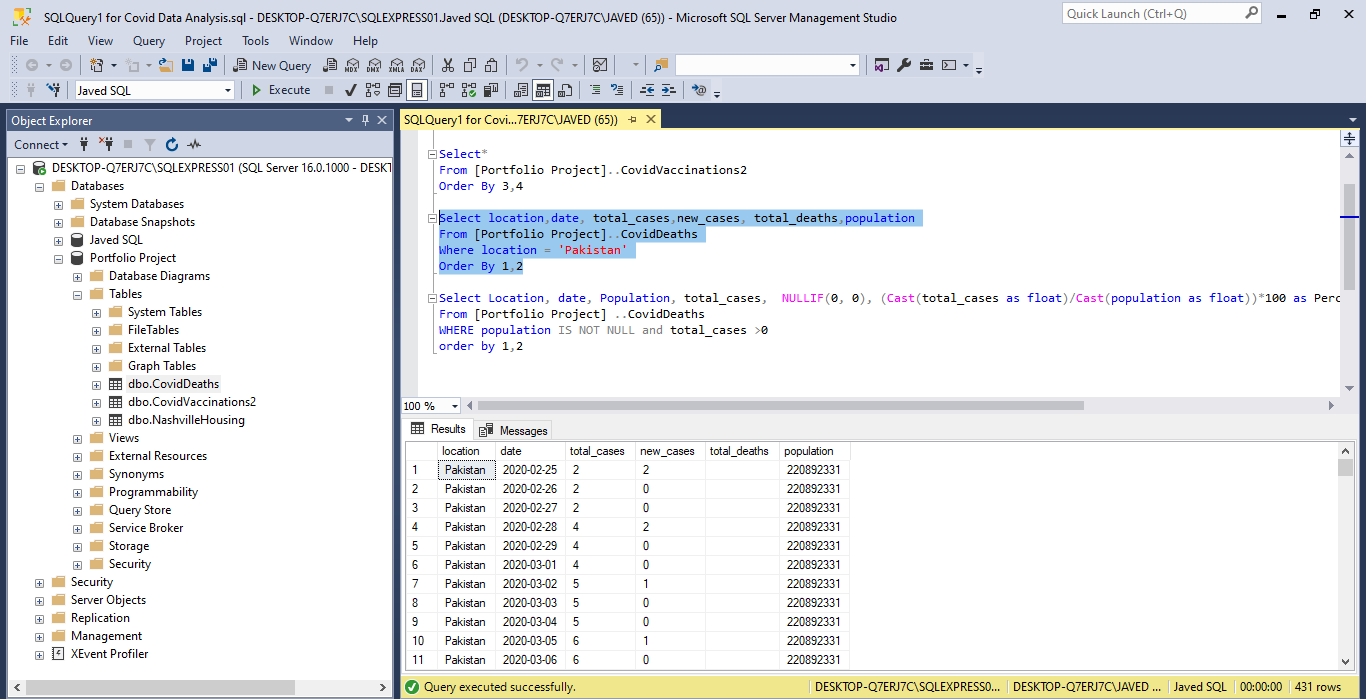 SQLQuery1 for Covid Data Analysis.sql - DESKTOP-Q7ERJ7C\SQLEXPRESS01.Javed SQL (DESKTOP-Q7ERJ7C\JAVED (65)) - Microsoft SQL Server Management Studio
Quick Launch (Ctrl+Q)
File Edit View Query Project Tools Window Help
New Query MDX DMX XMLA DAX
Javed SQL Execute
Object Explorer
Connect
DESKTOP-Q7ERJ7C\SQLEXPRESS01 (SQL Server 16.0.1000 - DESKT
Databases
System Databases
Database Snapshots
Javed SQL
Portfolio Project
Database Diagrams
Tables
System Tables
FileTables
External Tables
Graph Tables
dbo.CovidDeaths
dbo.CovidVaccinations2
dbo.NashvilleHousing
Views
External Resources
Synonyms
Programmability
Query Store
Service Broker
Storage
Security
Security
Server Objects
Replication
Management
XEvent Profiler
SQLQuery1 for Covi...7ERJ7C\JAVED (65))
Select*
From [Portfolio Project]..CovidVaccinations2
Order By 3,4
Select location,date, total_cases,new_cases, total_deaths,population
From [Portfolio Project]..CovidDeaths
Where location = 'Pakistan'
Order By 1,2
Select Location, date, Population, total_cases,  NULLIF(0, 0), (Cast(total_cases as float)/Cast(population as float))*100 as Perc
From [Portfolio Project] ..CovidDeaths
WHERE population IS NOT NULL and total_cases >0
order by 1,2
100 %
Results Messages
location date total_cases new_cases total_deaths population
1 Pakistan 2020-02-25 2 2 220892331
2 Pakistan 2020-02-26 2 0 220892331
3 Pakistan 2020-02-27 2 0 220892331
4 Pakistan 2020-02-28 4 2 220892331
5 Pakistan 2020-02-29 4 0 220892331
6 Pakistan 2020-03-01 4 0 220892331
7 Pakistan 2020-03-02 5 1 220892331
8 Pakistan 2020-03-03 5 0 220892331
9 Pakistan 2020-03-04 5 0 220892331
10 Pakistan 2020-03-05 6 1 220892331
11 Pakistan 2020-03-06 6 0 220892331
Query executed successfully. DESKTOP-Q7ERJ7C\SQLEXPRESS0... DESKTOP-Q7ERJ7C\JAVED ... Javed SQL 00:00:00 431 rows